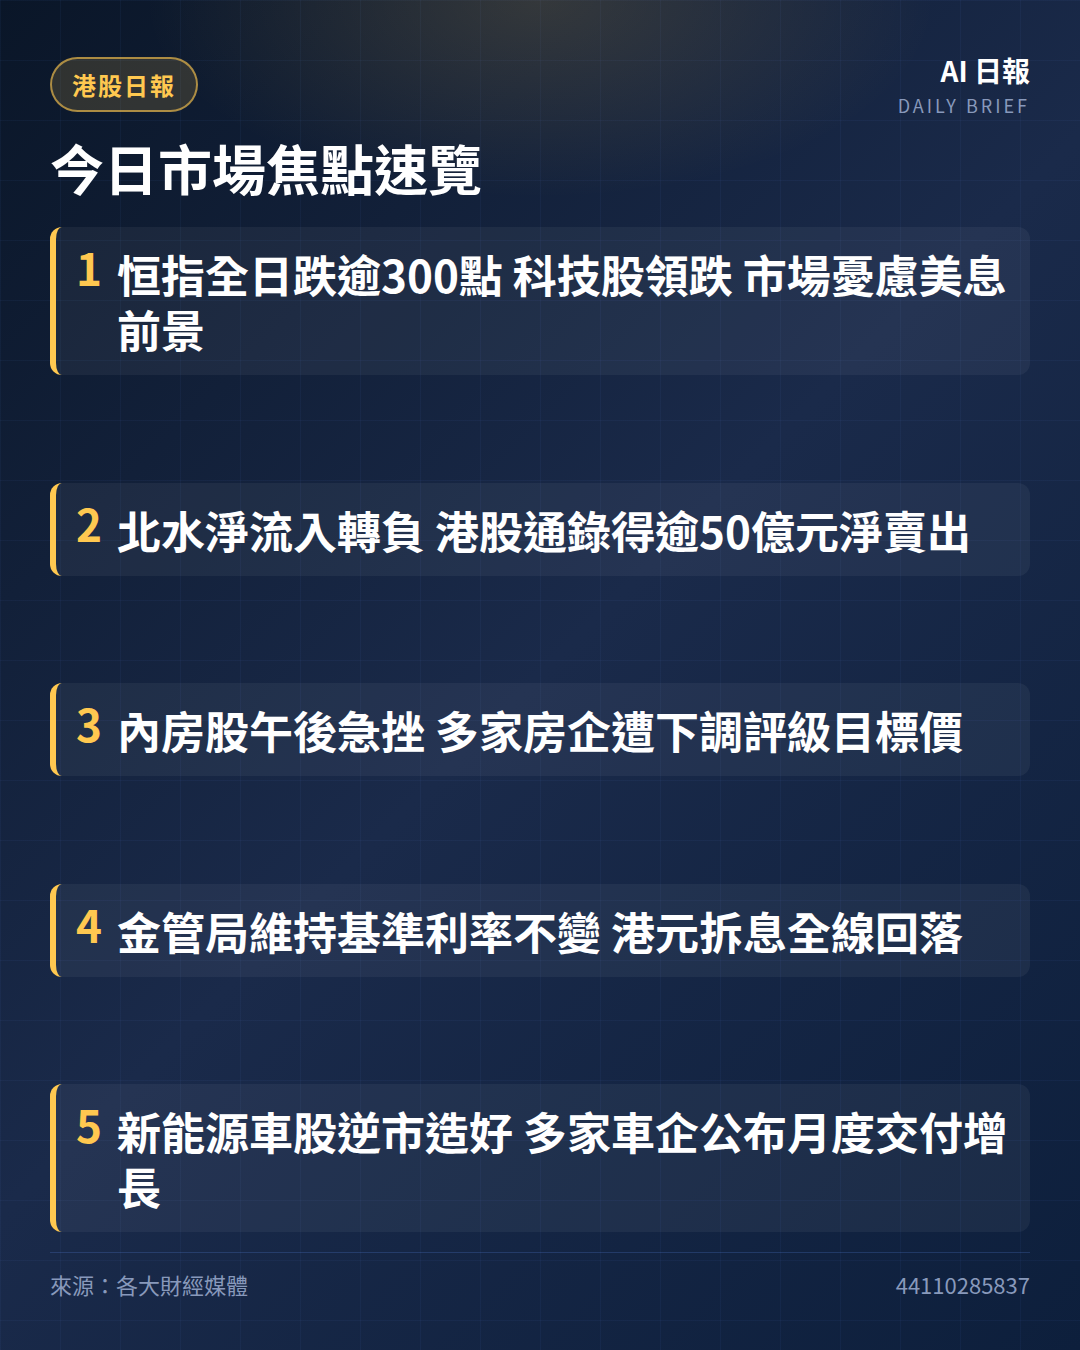 港股日報
AI 日報
DAILY BRIEF
今日市場焦點速覽
1 恒指全日跌逾300點 科技股領跌 市場憂慮美息
前景
2 北水淨流入轉負 港股通錄得逾50億元淨賣出
3 內房股午後急挫 多家房企遭下調評級目標價
4 金管局維持基準利率不變 港元拆息全線回落
5 新能源車股逆市造好 多家車企公布月度交付增
長
來源：各大財經媒體
44110285837